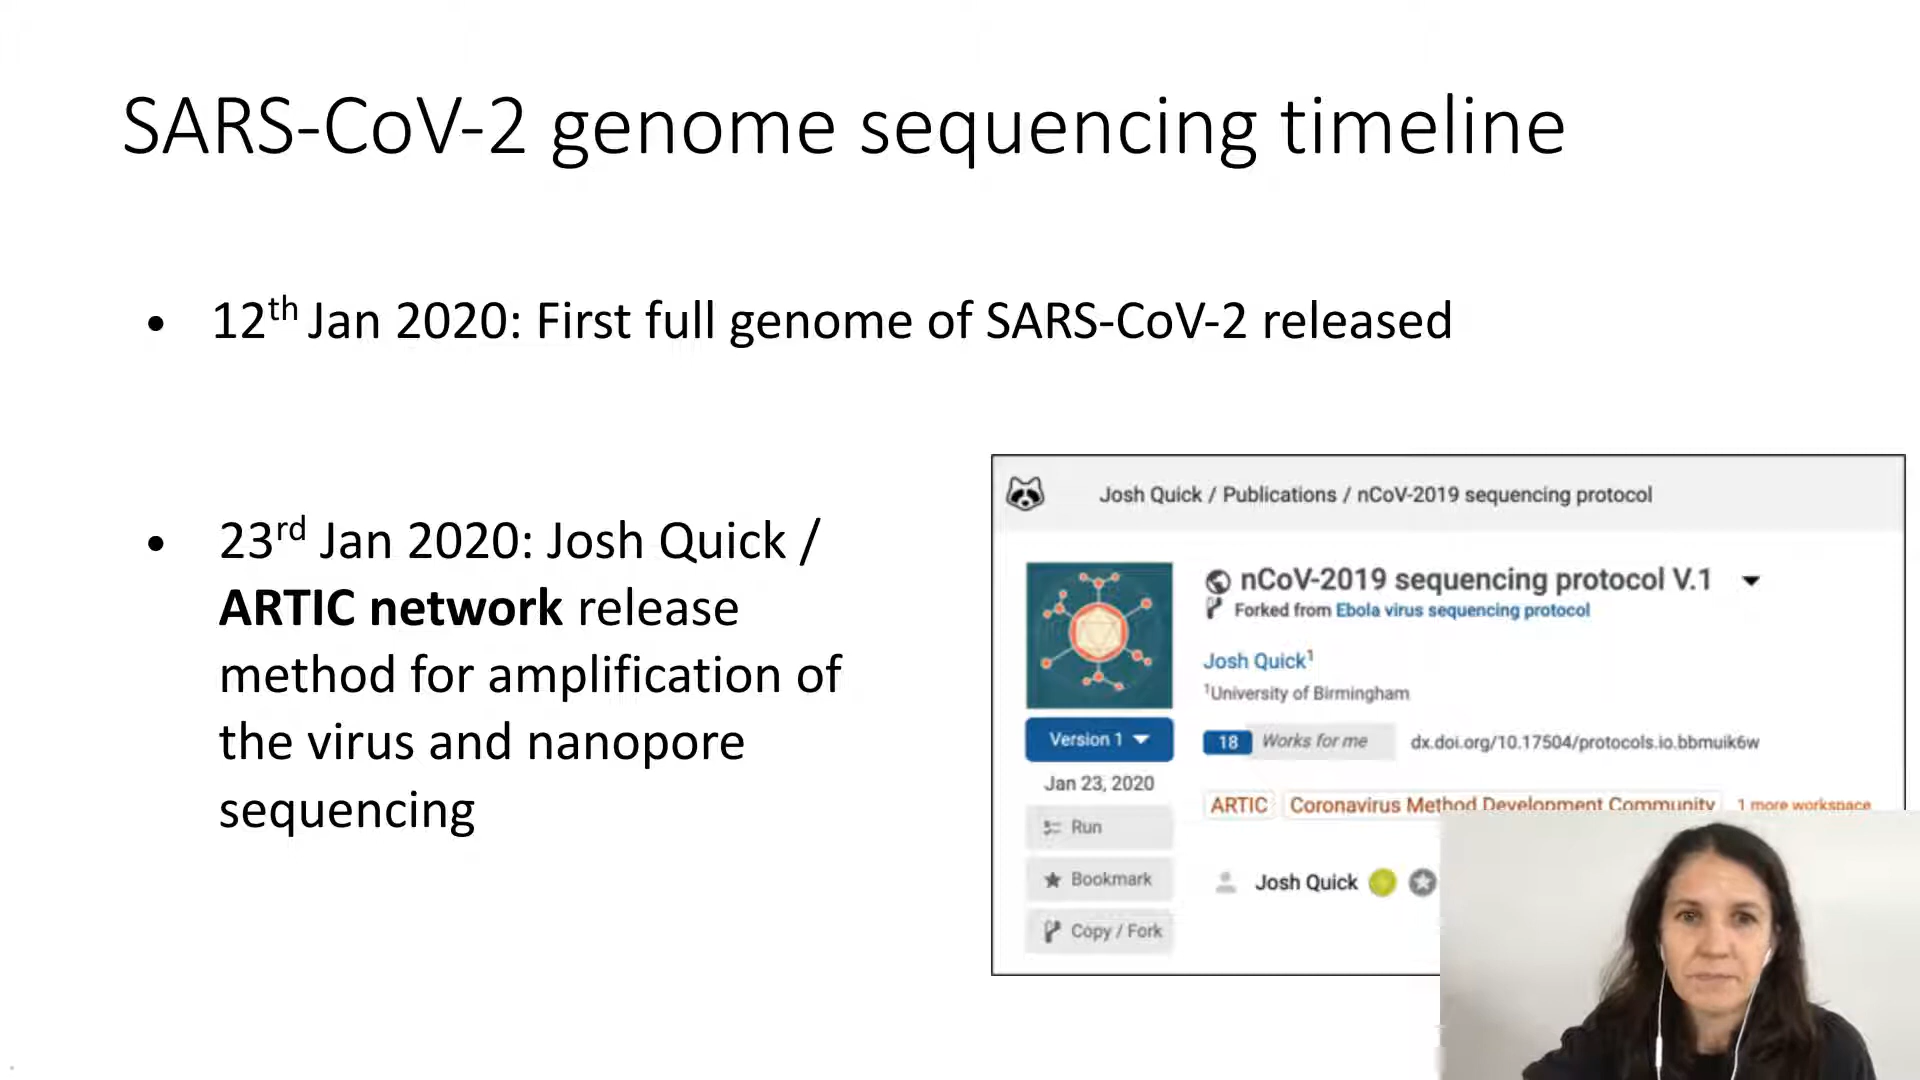 SARS-CoV-2 genome sequencing timeline
• 12th Jan 2020: First full genome of SARS-CoV-2 released
• 23rd Jan 2020: Josh Quick /
ARTIC network release
method for amplification of
the virus and nanopore
sequencing
Josh Quick / Publications / nCoV-2019 sequencing protocol
nCoV-2019 sequencing protocol V.1
Forked from Ebola virus sequencing protocol
Josh Quick1
1University of Birmingham
Version 1
18 Works for me dx.doi.org/10.17504/protocols.io.bbmuik6w
Jan 23, 2020
ARTIC Coronavirus Method Development Community 1 more workspace
Run
Bookmark
Josh Quick
Copy / Fork